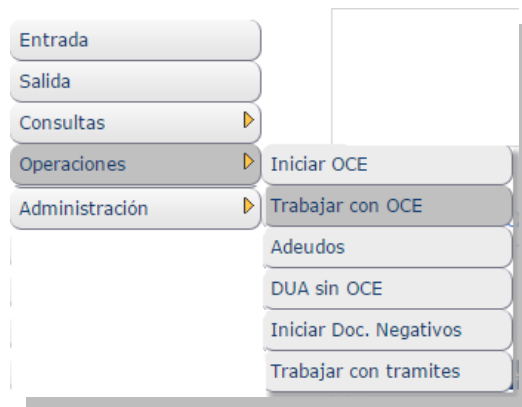 Entrada
Salida
Consultas
Operaciones
Administración
Iniciar OCE
Trabajar con OCE
Adeudos
DUA sin OCE
Iniciar Doc. Negativos
Trabajar con tramites